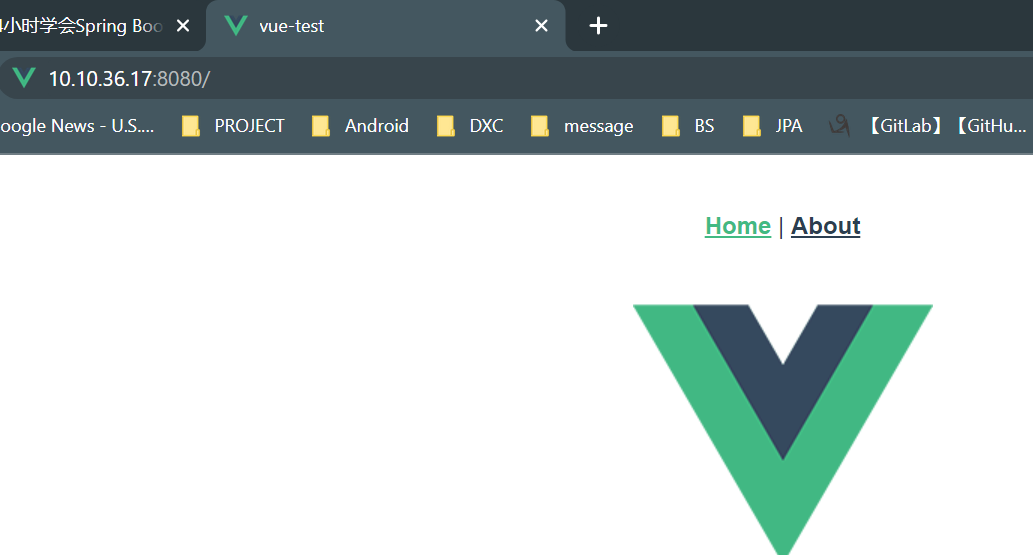 4小时学会Spring Boo
vue-test
10.10.36.17:8080/
oogle News - U.S....
PROJECT
Android
DXC
message
BS
JPA
【GitLab】【GitHu...
Home | About